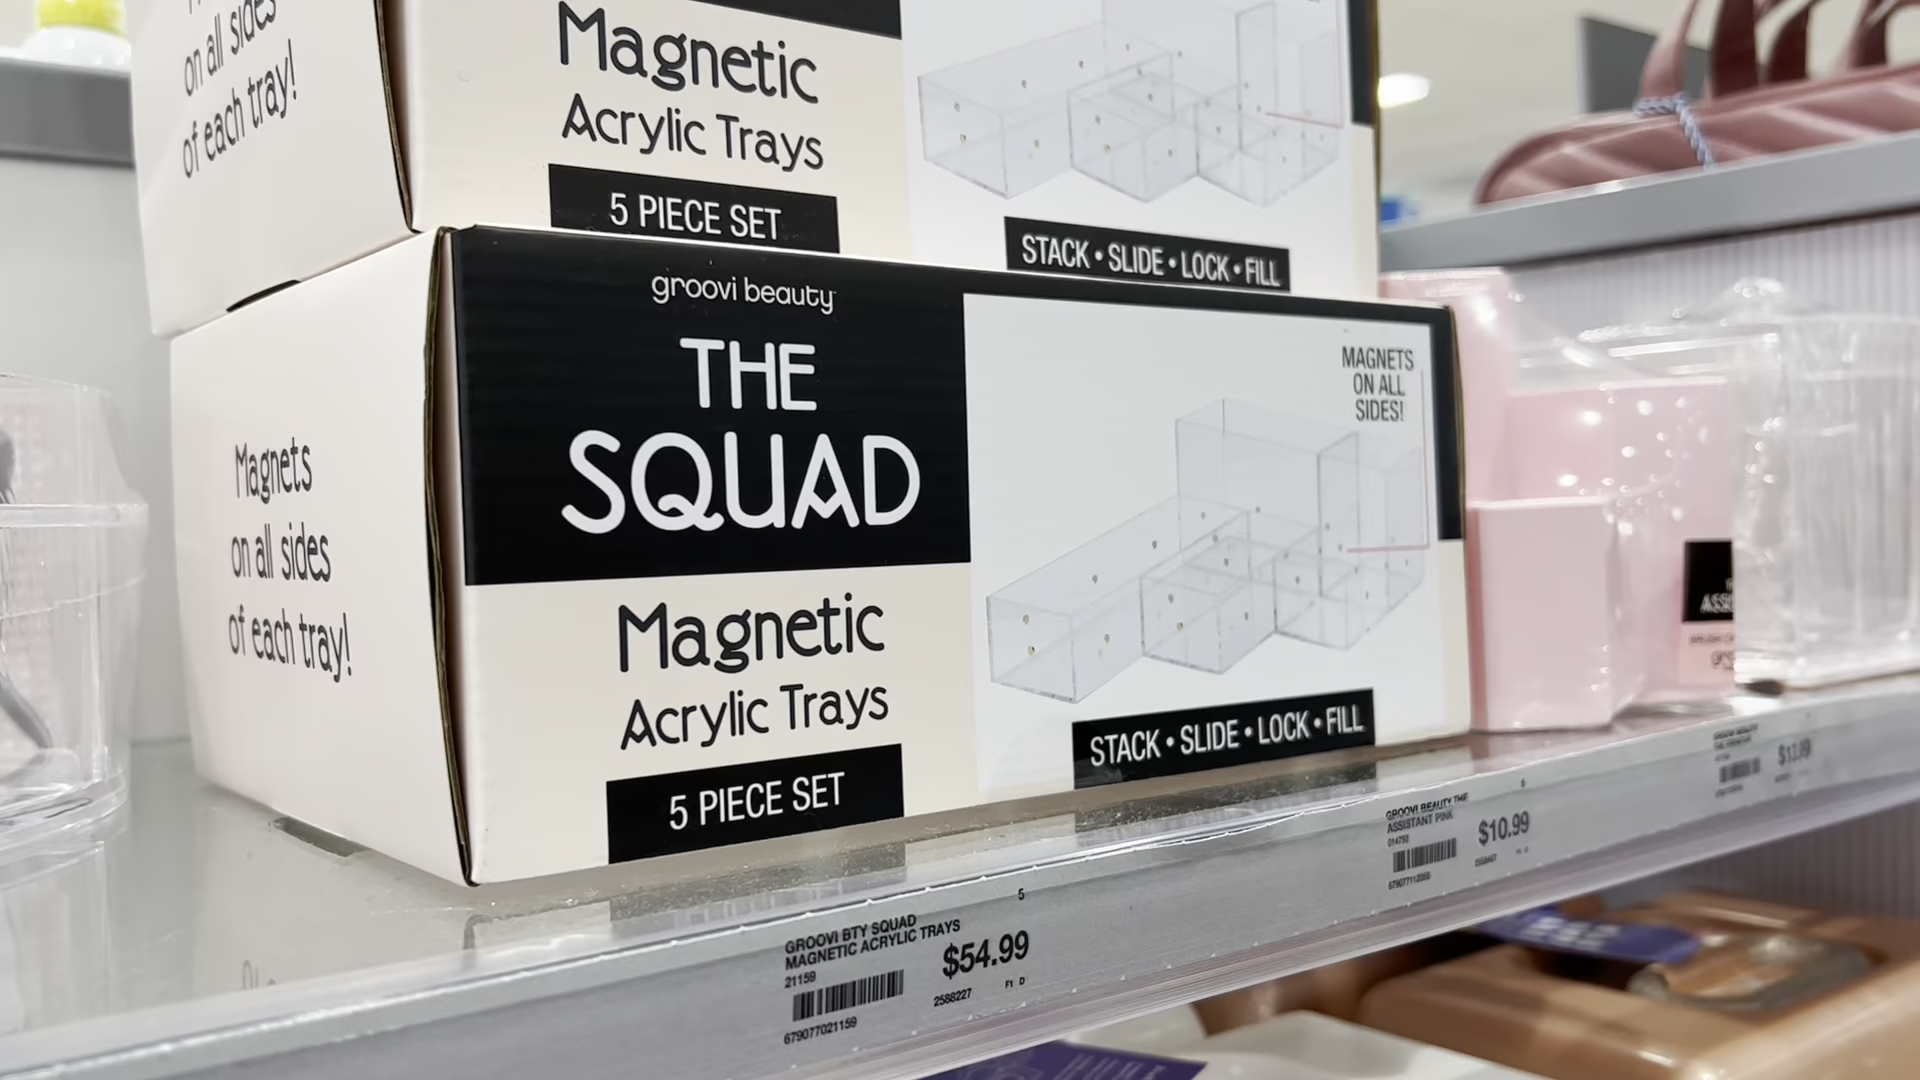 on all sides
of each tray!
Magnetic
Acrylic Trays
5 PIECE SET
STACK • SLIDE • LOCK • FILL
groovi beauty
THE
SQUAD
Magnetic
Acrylic Trays
5 PIECE SET
MAGNETS
ON ALL
SIDES!
STACK • SLIDE • LOCK • FILL
Magnets
on all sides
of each tray!
5
GROOVI BTY SQUAD
MAGNETIC ACRYLIC TRAYS
21159
$54.99
2588227
F1 D
679077021159
GROOVI BEAUTY THE
ASSISTANT PINK
014793
$10.99